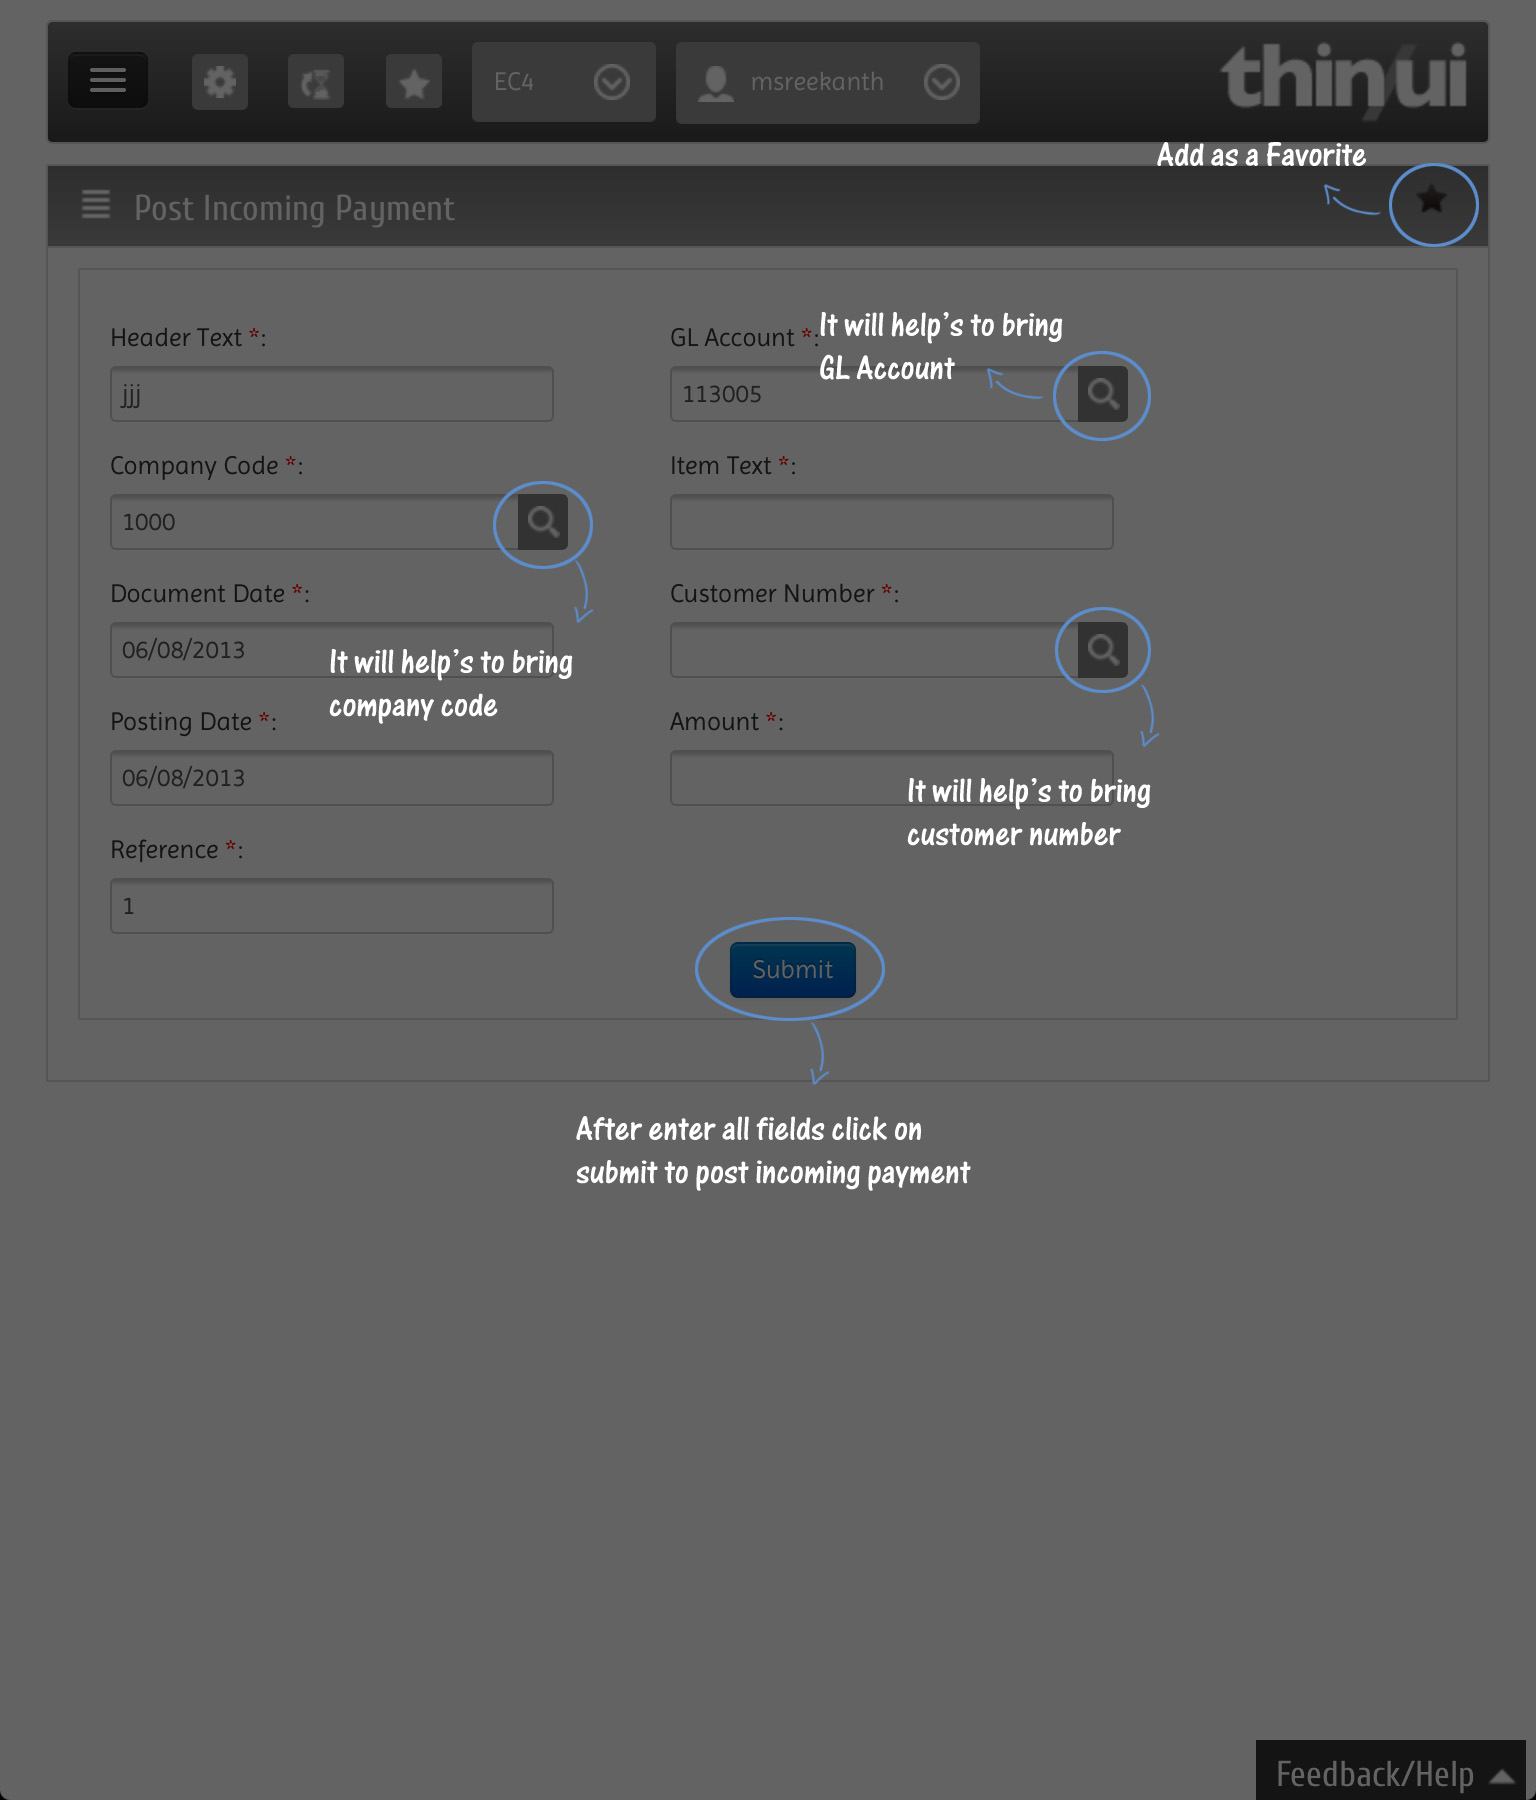 EC4
msreekanth
thin/ui
Add as a Favorite
Post Incoming Payment
Header Text *:
GL Account *:
It will help's to bring
GL Account
jjj
113005
Company Code *:
Item Text *:
1000
Document Date *:
Customer Number *:
06/08/2013
It will help's to bring
company code
Posting Date *:
Amount *:
06/08/2013
It will help's to bring
customer number
Reference *:
1
Submit
After enter all fields click on
submit to post incoming payment
Feedback/Help